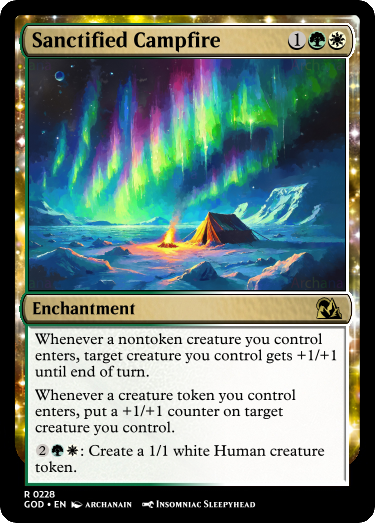 Sanctified Campfire 1
Enchantment
Whenever a nontoken creature you control
enters, target creature you control gets +1/+1
until end of turn.
Whenever a creature token you control
enters, put a +1/+1 counter on target
creature you control.
2 : Create a 1/1 white Human creature
token.
R 0228
GOD • EN ARCHANAIN Insomniac Sleepyhead